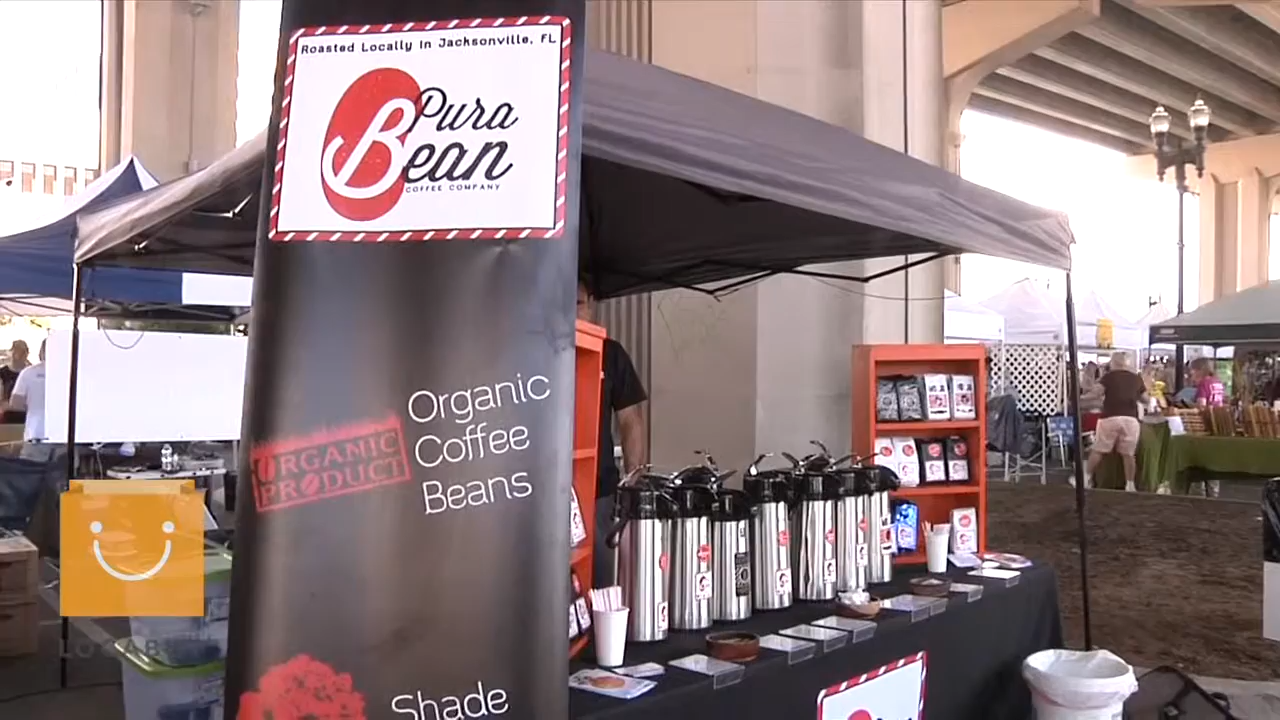 Roasted Locally In Jacksonville, FL
Pura
Bean
COFFEE COMPANY
Organic
Coffee
Beans
ORGANIC
PRODUCT
Shade